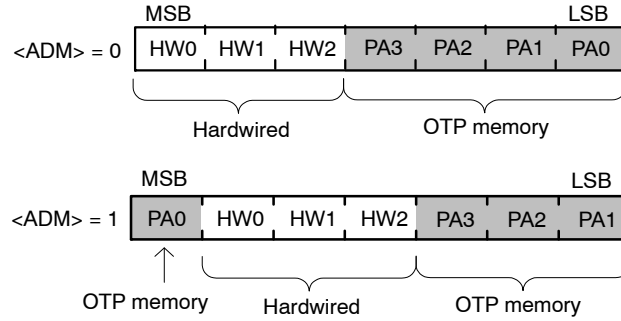 MSB LSB
<ADM> = 0 HW0 HW1 HW2 PA3 PA2 PA1 PA0
Hardwired OTP memory
MSB LSB
<ADM> = 1 PA0 HW0 HW1 HW2 PA3 PA2 PA1
OTP memory Hardwired OTP memory